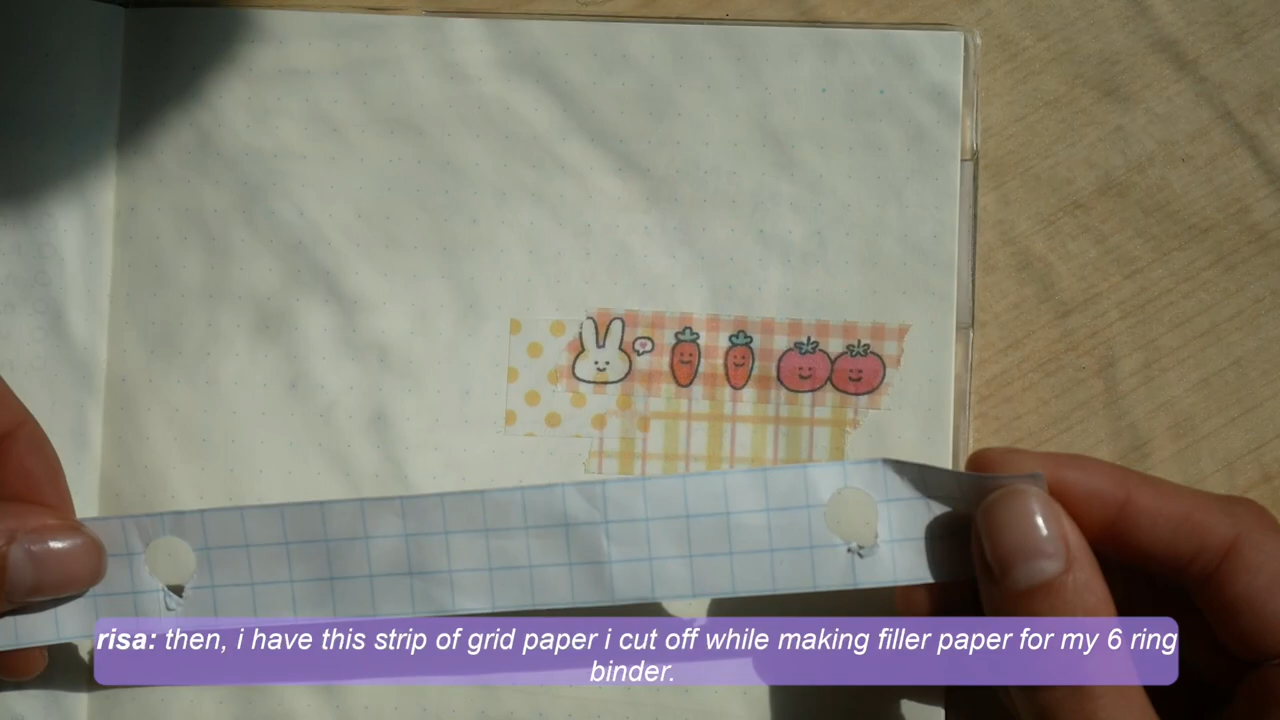 risa: then, i have this strip of grid paper i cut off while making filler paper for my 6 ring
binder.